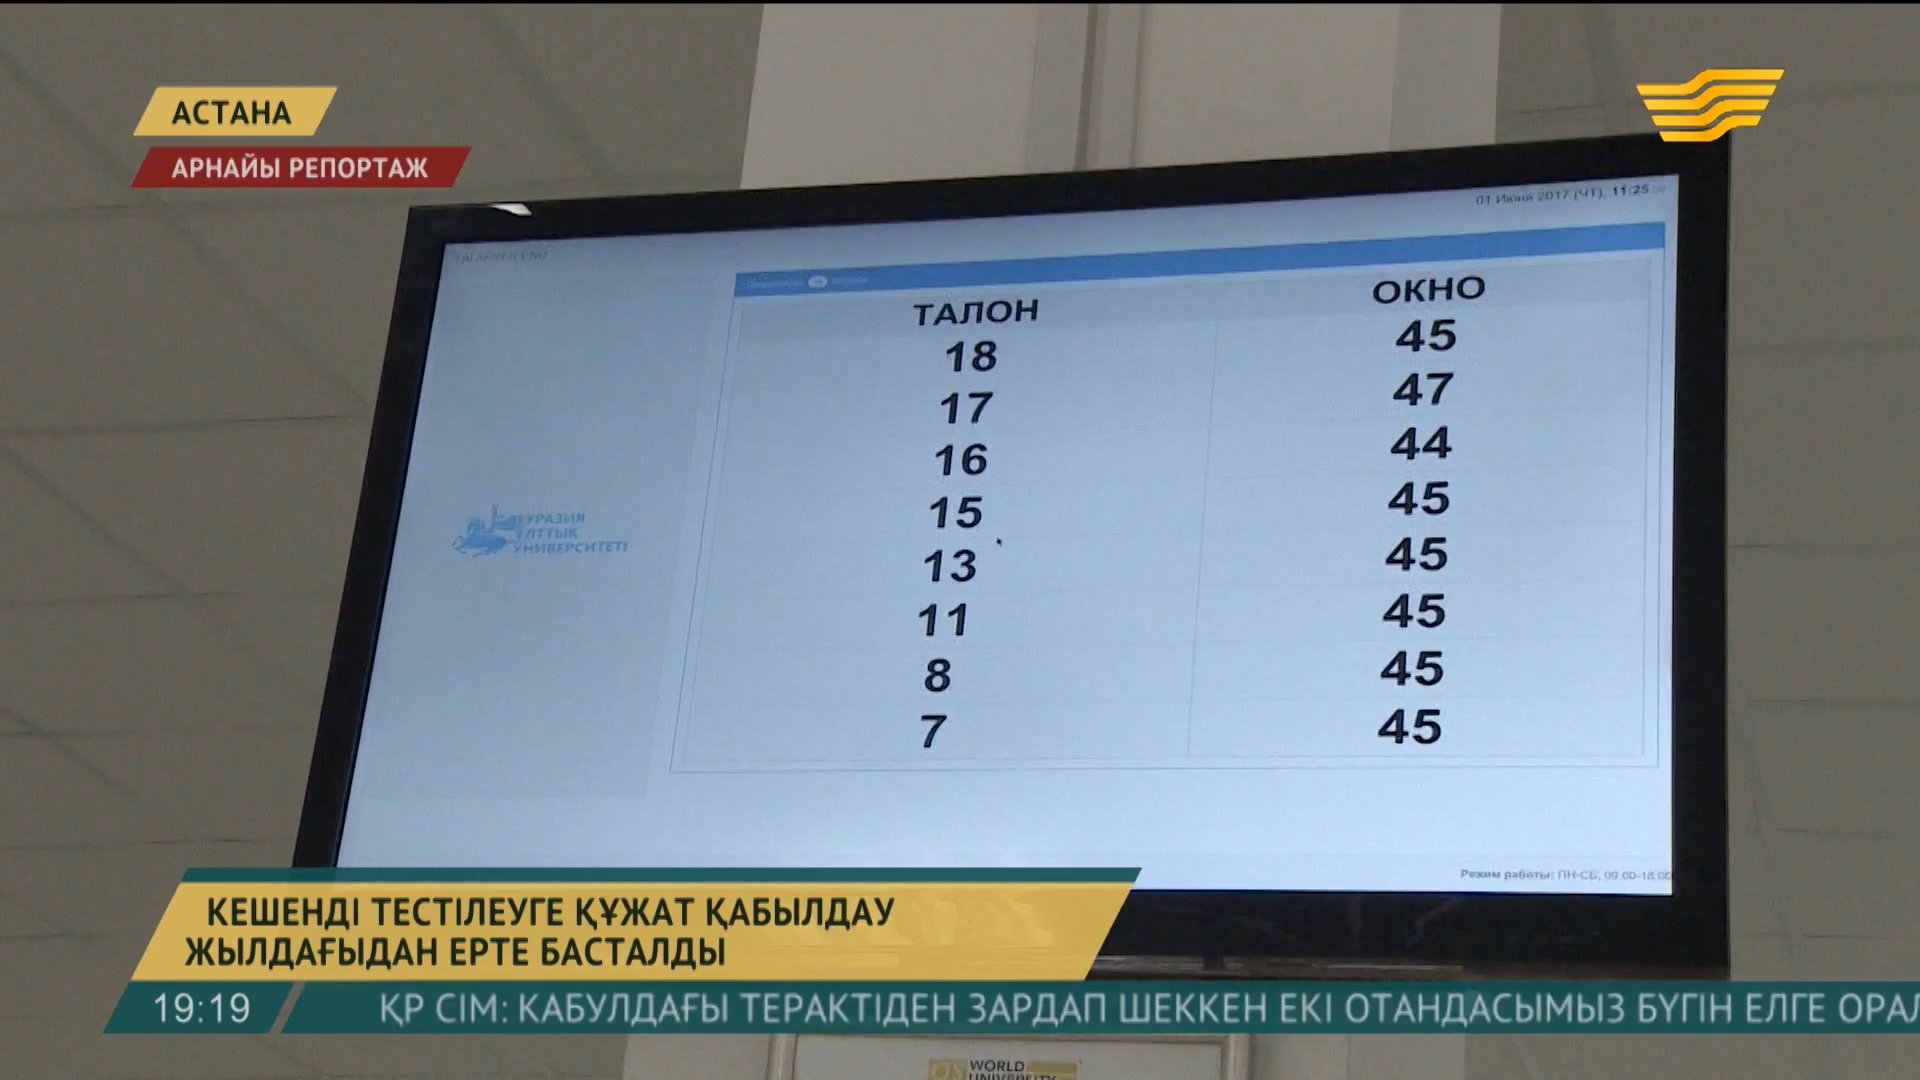 АСТАНА
АРНАЙЫ РЕПОРТАЖ
01 Июня 2017 (ЧТ), 11:25
ТАЛОН ОКНО
18 45
17 47
16 44
15 45
13 45
11 45
8 45
7 45
ЕУРАЗИЯ
ҰЛТТЫҚ
УНИВЕРСИТЕТІ
Режим работы: ПН-СБ, 09.00-18.00
КЕШЕНДІ ТЕСТІЛЕУГЕ ҚҰЖАТ ҚАБЫЛДАУ
ЖЫЛДАҒЫДАН ЕРТЕ БАСТАЛДЫ
19:19
ҚР СІМ: КАБУЛДАҒЫ ТЕРАКТІДЕН ЗАРДАП ШЕККЕН ЕКІ ОТАНДАСЫМЫЗ БҮГІН ЕЛГЕ ОРАЛ
QS WORLD
UNIVERSITY